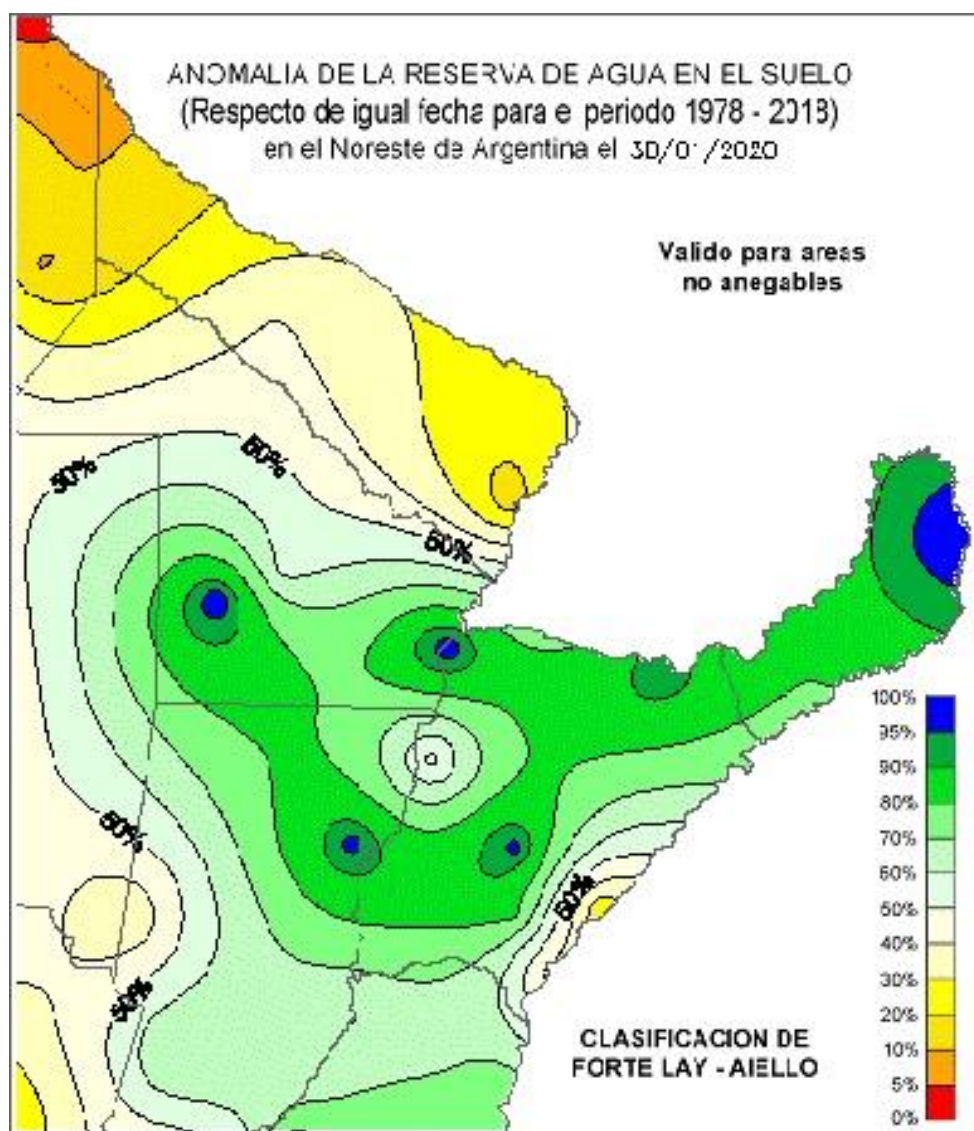 ANOMALIA DE LA RESERVA DE AGUA EN EL SUELO
(Respecto de igual fecha para e periodo 1978 - 2018)
en el Noreste de Argentina el 30/01/2020
Valido para areas
no anegables
50%
50%
50%
50%
50%
50%
100%
95%
90%
80%
70%
60%
50%
40%
30%
20%
10%
5%
0%
CLASIFICACION DE
FORTE LAY - AIELLO